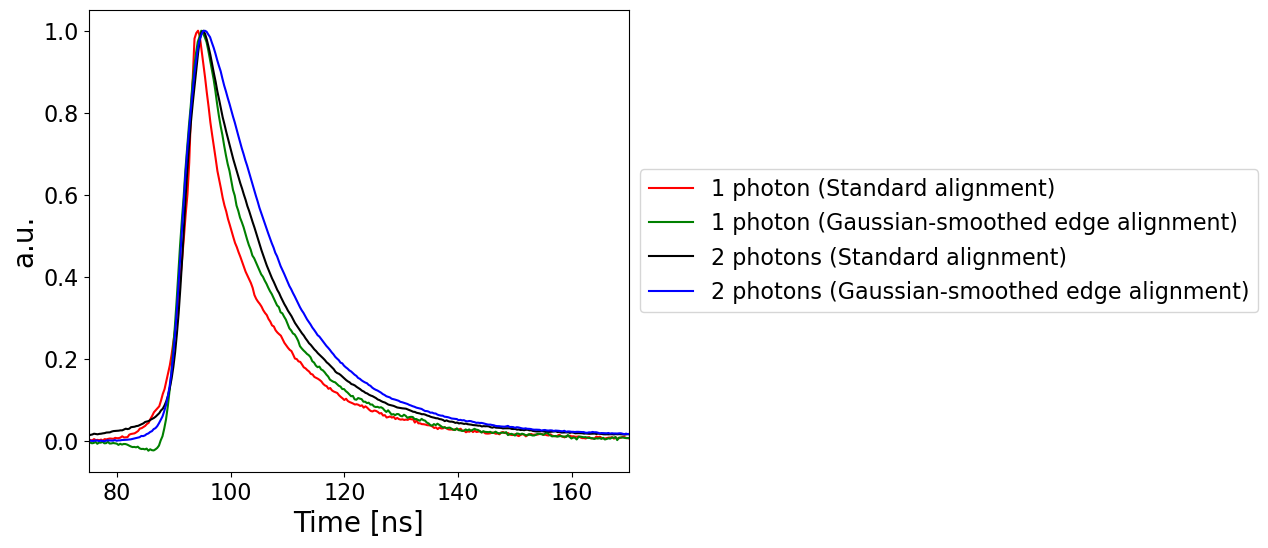 1.0
0.8
0.6
0.4
0.2
0.0
a.u.
80 100 120 140 160
Time [ns]
1 photon (Standard alignment)
1 photon (Gaussian-smoothed edge alignment)
2 photons (Standard alignment)
2 photons (Gaussian-smoothed edge alignment)